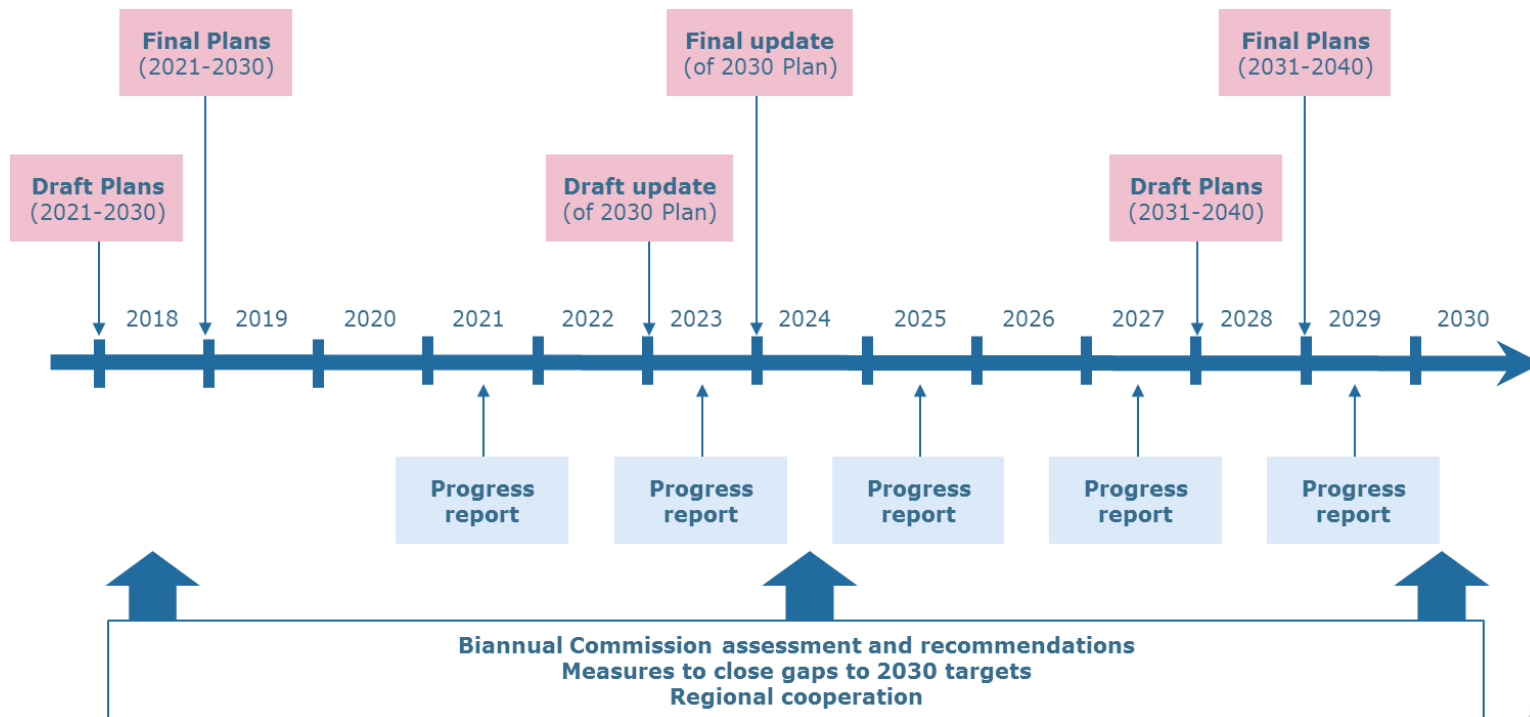 Final Plans
(2021-2030)
Final update
(of 2030 Plan)
Final Plans
(2031-2040)
Draft Plans
(2021-2030)
Draft update
(of 2030 Plan)
Draft Plans
(2031-2040)
2018
2019
2020
2021
2022
2023
2024
2025
2026
2027
2028
2029
2030
Progress
report
Progress
report
Progress
report
Progress
report
Progress
report
Biannual Commission assessment and recommendations
Measures to close gaps to 2030 targets
Regional cooperation